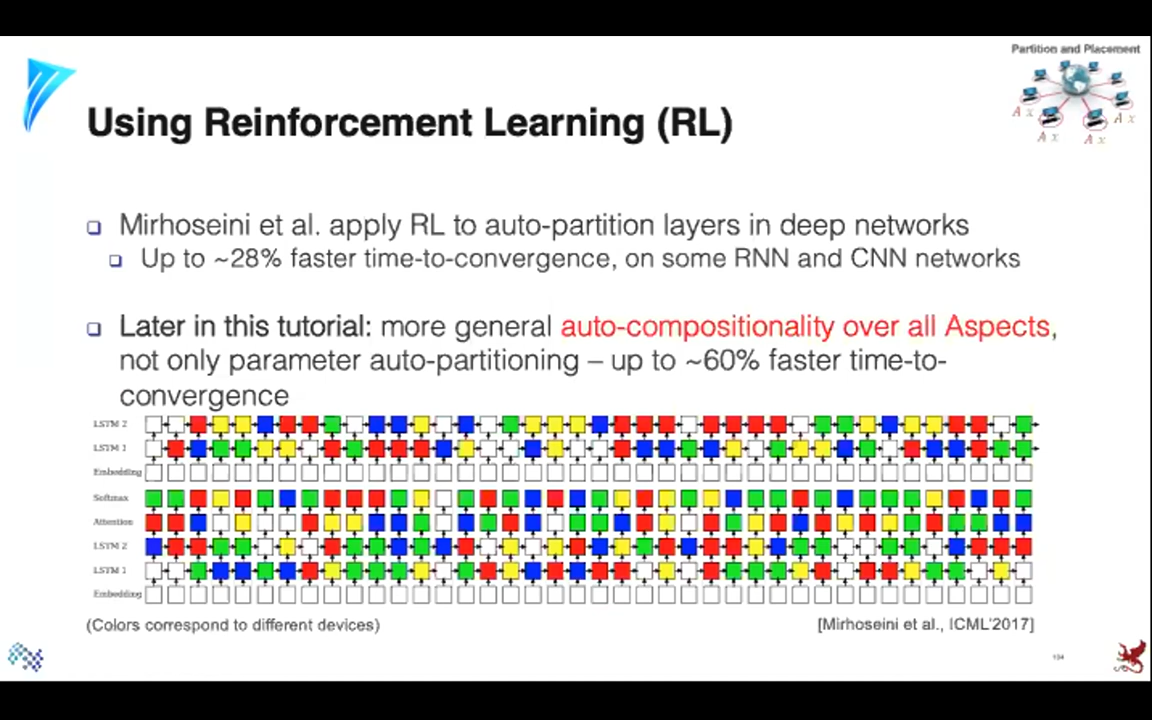 Partition and Placement
A x A x
A x A x
Using Reinforcement Learning (RL)
Mirhoseini et al. apply RL to auto-partition layers in deep networks
Up to ~28% faster time-to-convergence, on some RNN and CNN networks
Later in this tutorial: more general auto-compositionality over all Aspects,
not only parameter auto-partitioning – up to ~60% faster time-to-
convergence
LSTM 2
LSTM 1
Embedding
Softmax
Attention
LSTM 2
LSTM 1
Embedding
(Colors correspond to different devices) [Mirhoseini et al., ICML'2017]
104